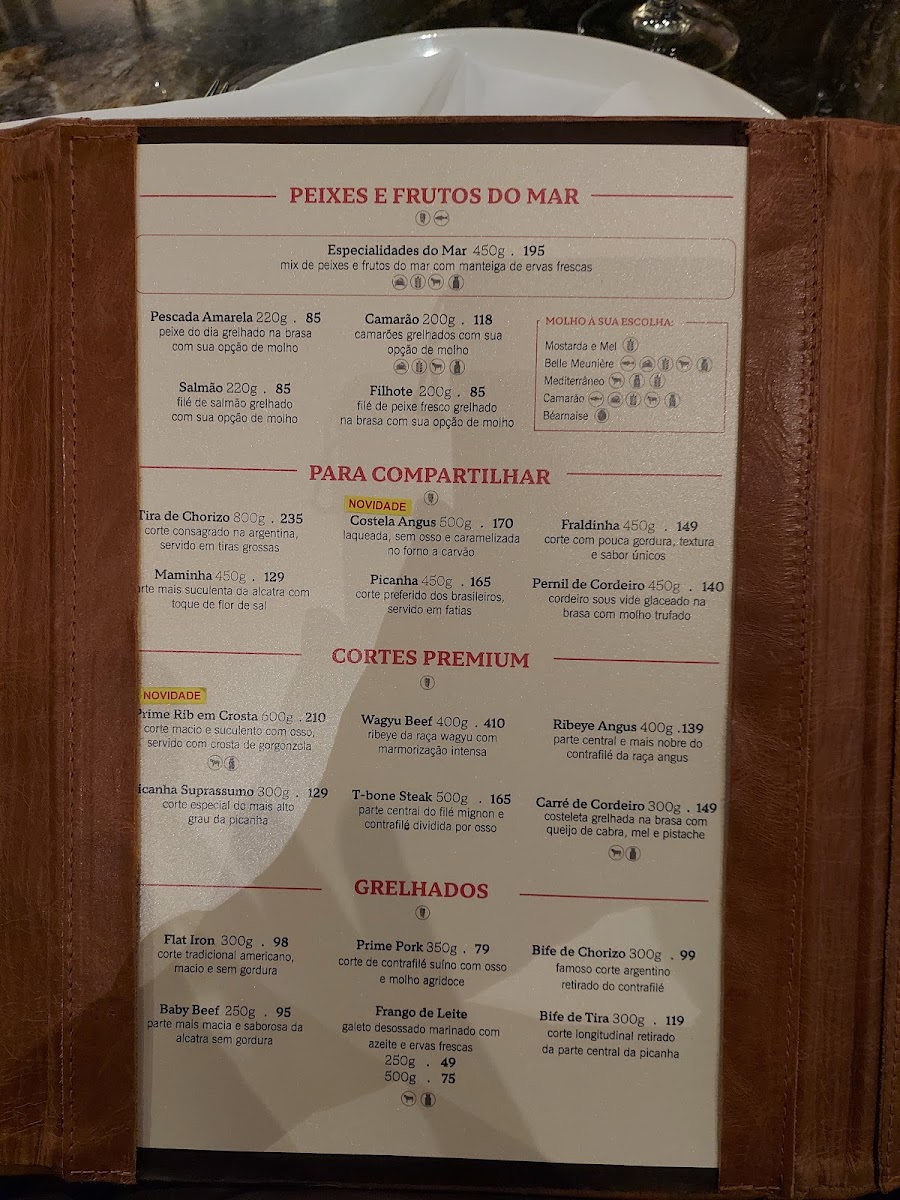 PEIXES E FRUTOS DO MAR
Especialidades do Mar 450g . 195
mix de peixes e frutos do mar com manteiga de ervas frescas
Pescada Amarela 220g . 85
peixe do dia grelhado na brasa
com sua opção de molho
Camarão 200g . 118
camarões grelhados com sua
opção de molho
Salmão 220g . 85
filé de salmão grelhado
com sua opção de molho
Filhote 200g . 85
filé de peixe fresco grelhado
na brasa com sua opção de molho
MOLHO À SUA ESCOLHA:
Mostarda e Mel
Belle Meunière
Mediterrâneo
Camarão
Béarnaise
PARA COMPARTILHAR
Tira de Chorizo 800g . 235
corte consagrado na argentina,
servido em tiras grossas
NOVIDADE
Costela Angus 500g . 170
laqueada, sem osso e caramelizada
no forno a carvão
Fraldinha 450g . 149
corte com pouca gordura, textura
e sabor únicos
Maminha 450g . 129
rte mais suculenta da alcatra com
toque de flor de sal
Picanha 450g . 165
corte preferido dos brasileiros,
servido em fatias
Pernil de Cordeiro 450g . 140
cordeiro sous vide glaceado na
brasa com molho trufado
CORTES PREMIUM
NOVIDADE
Prime Rib em Crosta 600g . 210
corte macio e suculento com osso,
servido com crosta de gorgonzola
Wagyu Beef 400g . 410
ribeye da raça wagyu com
marmorização intensa
Ribeye Angus 400g .139
parte central e mais nobre do
contrafilé da raça angus
icanha Suprassumo 300g . 129
corte especial do mais alto
grau da picanha
T-bone Steak 500g . 165
parte central do filé mignon e
contrafilé dividida por osso
Carré de Cordeiro 300g . 149
costeleta grelhada na brasa com
queijo de cabra, mel e pistache
GRELHADOS
Flat Iron 300g . 98
corte tradicional americano,
macio e sem gordura
Prime Pork 350g . 79
corte de contrafilé suíno com osso
e molho agridoce
Bife de Chorizo 300g . 99
famoso corte argentino
retirado do contrafilé
Baby Beef 250g . 95
parte mais macia e saborosa da
alcatra sem gordura
Frango de Leite
galeto desossado marinado com
azeite e ervas frescas
250g . 49
500g . 75
Bife de Tira 300g . 119
corte longitudinal retirado
da parte central da picanha